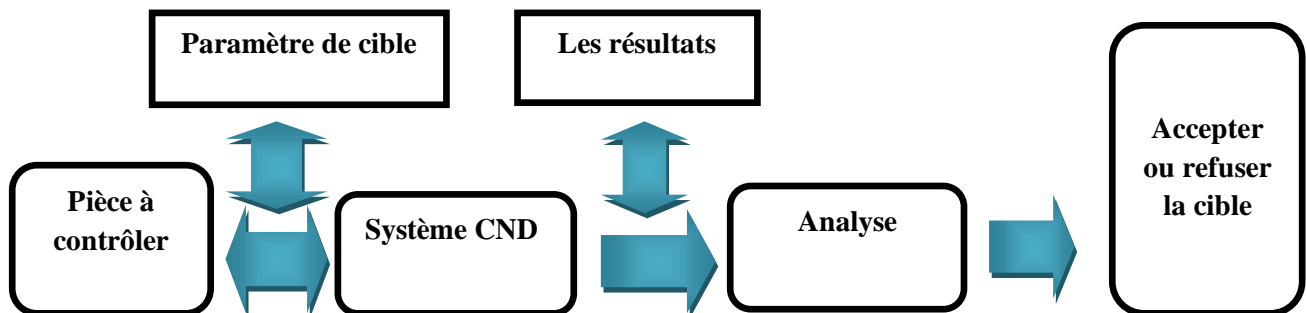 Paramètre de cible
Les résultats
Pièce à
contrôler
Système CND
Analyse
Accepter
ou refuser
la cible